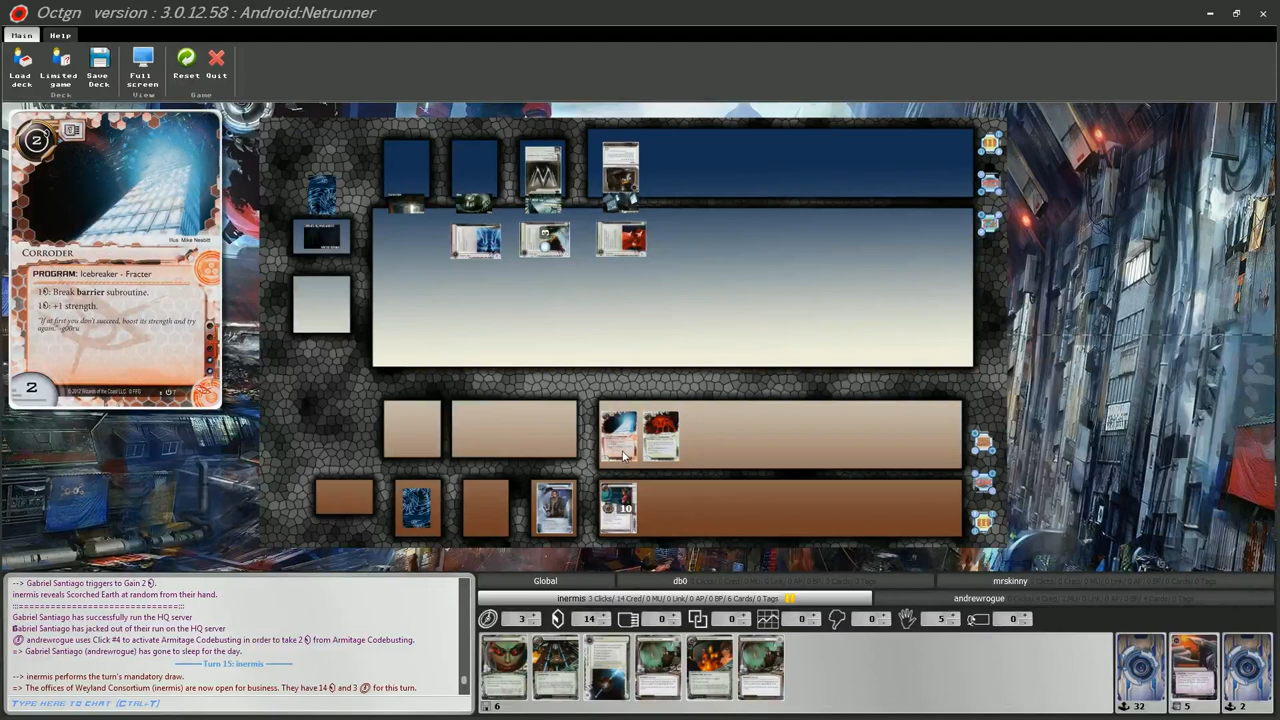 Octgn version : 3.0.12.58 : Android:Netrunner
Main Help
Load deck
Limited game
Save Deck
Full screen
Reset
Quit
Deck
View
Game
2
Illus. Mike Nesbitt
CORRODER
PROGRAM: Icebreaker - Fracter
1: Break barrier subroutine.
1: +1 strength.
"If at first you don't succeed, boost its strength and try
again."-g00ru
2
3
10
--> Gabriel Santiago triggers to Gain 2 .
inermis reveals Scorched Earth at random from their hand.
Gabriel Santiago has successfully run the HQ server
Gabriel Santiago has jacked out of their run on the HQ server
andrewrogue uses Click #4 to activate Armitage Codebusting in order to take 2 from Armitage Codebusting.
=> Gabriel Santiago (andrewrogue) has gone to sleep for the day.
Turn 15: inermis
--> inermis performs the turn's mandatory draw.
=> The offices of Weyland Consortium (inermis) are now open for business. They have 14 and 3 for this turn.
TYPE HERE TO CHAT (CTRL+T)
Global
db0
mrskinny
inermis 3 Clicks/ 14 Cred/ 0 MU/ 0 Link/ 0 AP/ 0 BP/ 6 Cards/ 0 Tags
andrewrogue
3 14 0 0 0 0 5 0
6
32
5
2